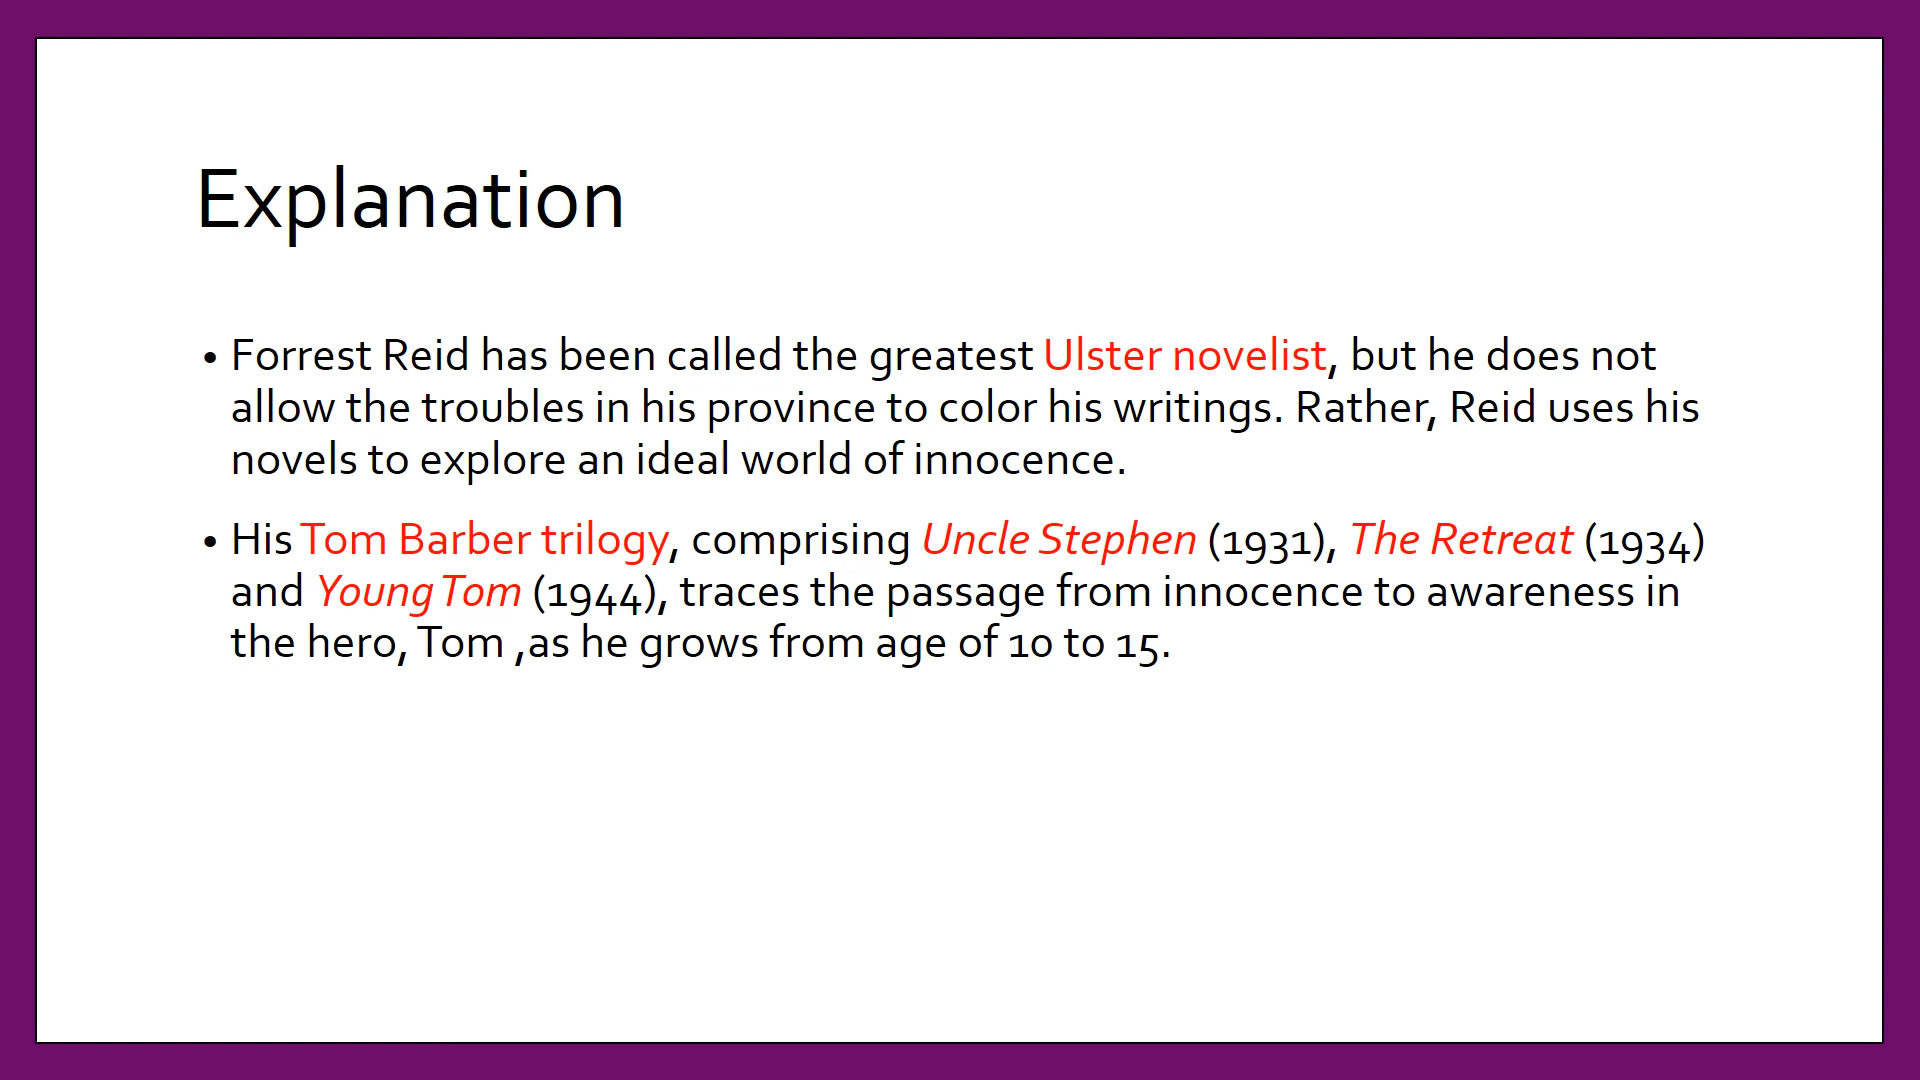 Explanation
• Forrest Reid has been called the greatest Ulster novelist, but he does not
allow the troubles in his province to color his writings. Rather, Reid uses his
novels to explore an ideal world of innocence.
• His Tom Barber trilogy, comprising Uncle Stephen (1931), The Retreat (1934)
and Young Tom (1944), traces the passage from innocence to awareness in
the hero, Tom ,as he grows from age of 10 to 15.